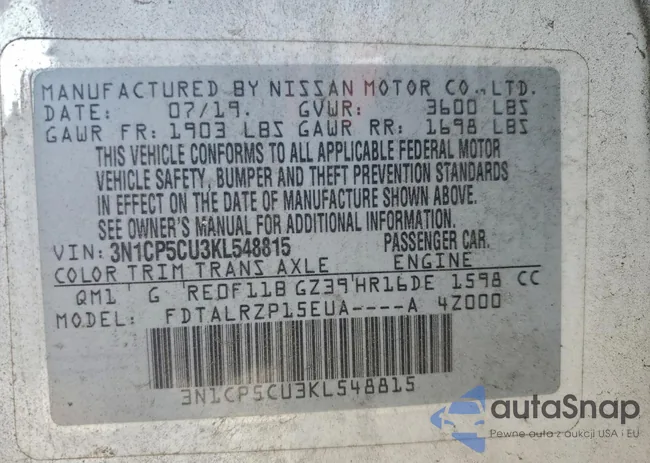 MANUFACTURED BY NISSAN MOTOR CO., LTD.
DATE: 07/19. GVWR: 3600 LBS
GAWR FR: 1903 LBS GAWR RR: 1698 LBS
THIS VEHICLE CONFORMS TO ALL APPLICABLE FEDERAL MOTOR
VEHICLE SAFETY, BUMPER AND THEFT PREVENTION STANDARDS
IN EFFECT ON THE DATE OF MANUFACTURE SHOWN ABOVE.
SEE OWNER'S MANUAL FOR ADDITIONAL INFORMATION.
VIN: 3N1CP5CU3KL548815 PASSENGER CAR.
COLOR TRIM TRANS AXLE ENGINE
QM1 G RE0F11B GZ39 HR16DE 1598 CC
MODEL: FDTALRZP15EUA----A 4Z000
3N1CP5CU3KL548815
autoSnap
Pewne auta z aukcji USA i EU